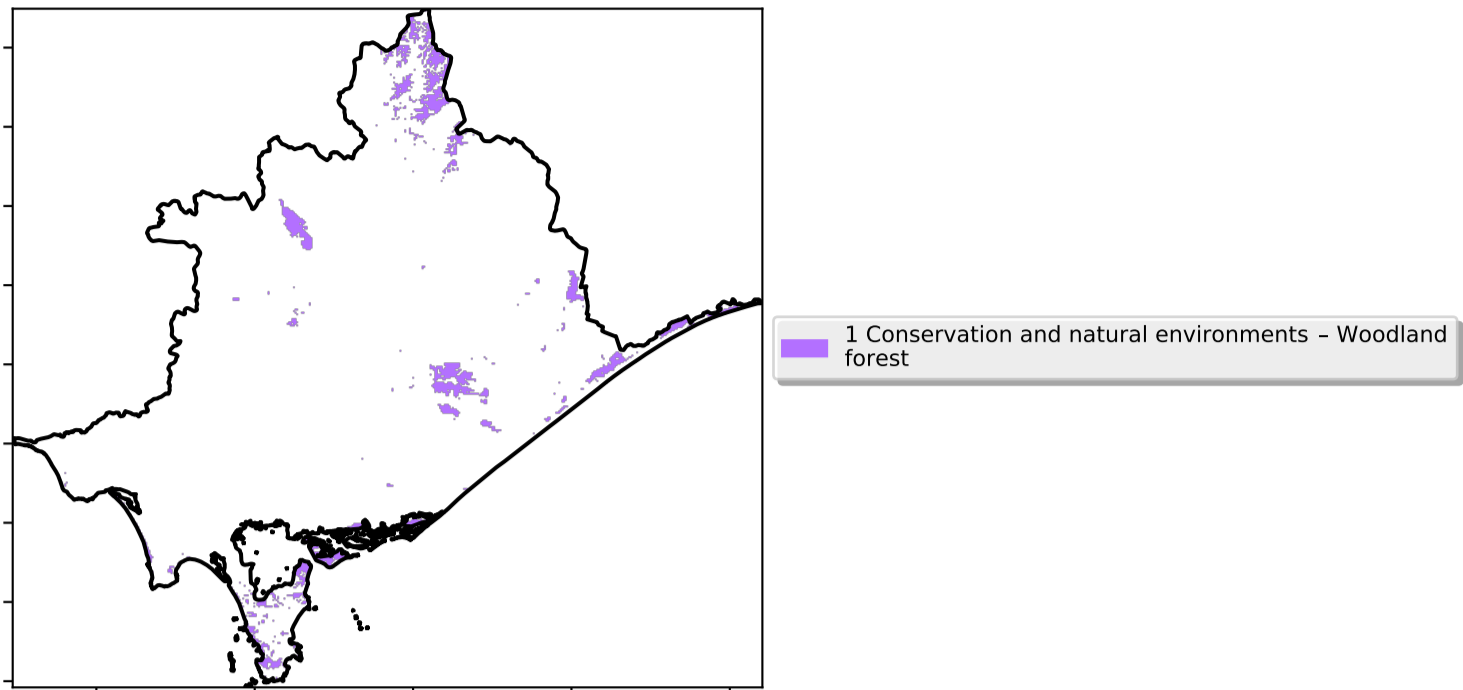 1 Conservation and natural environments – Woodland
forest